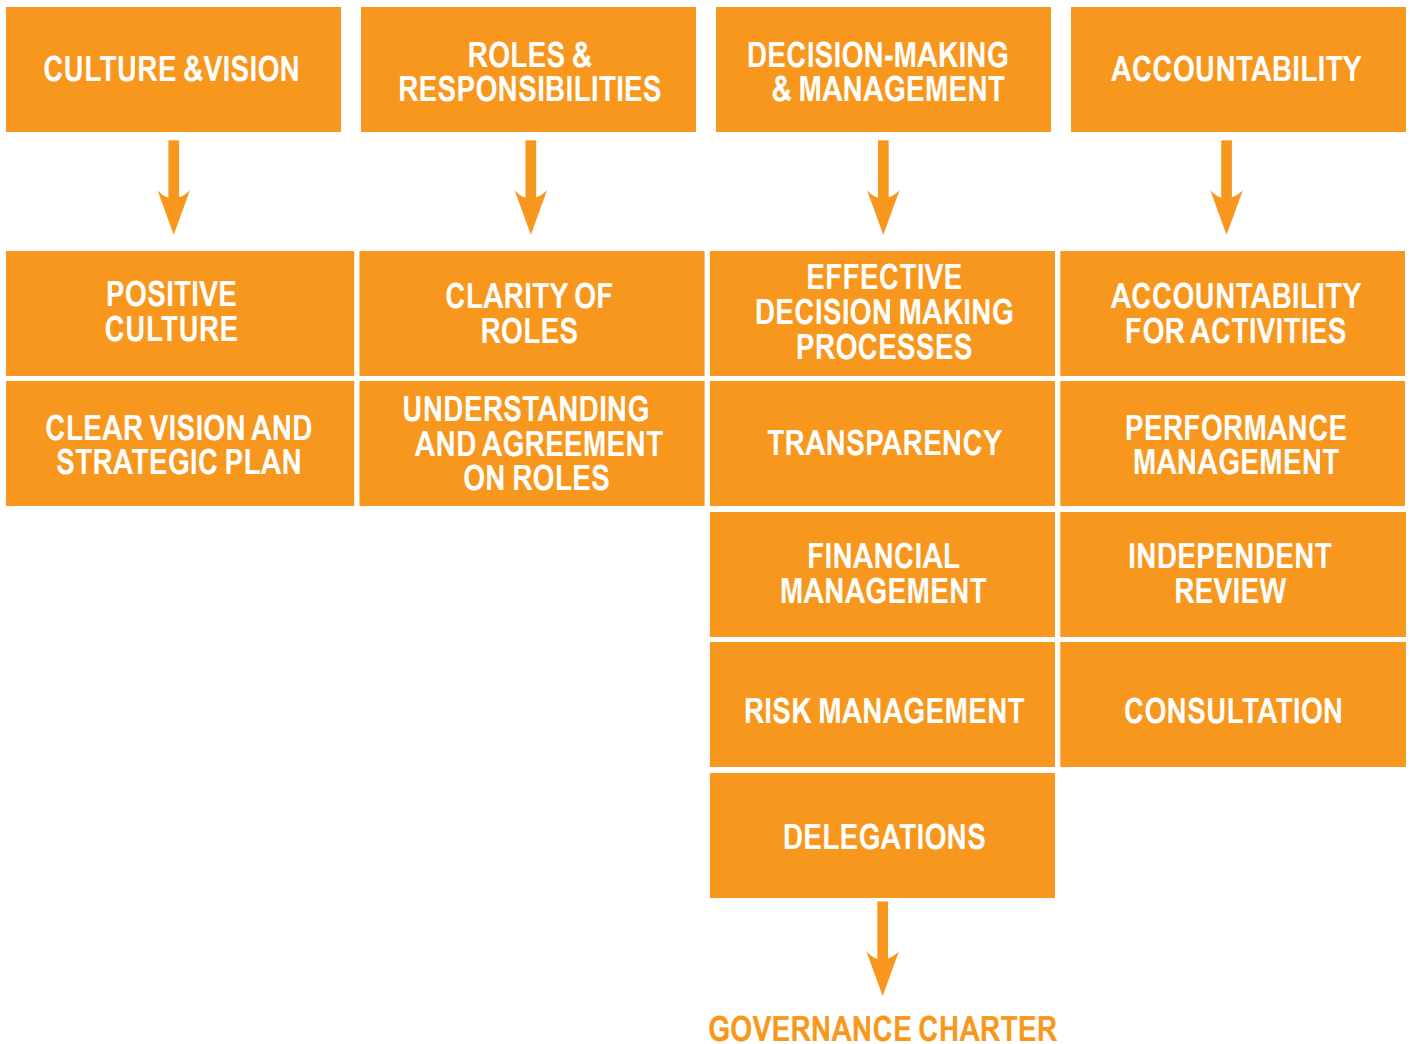 CULTURE &VISION
ROLES &
RESPONSIBILITIES
DECISION-MAKING
& MANAGEMENT
ACCOUNTABILITY
POSITIVE
CULTURE
CLARITY OF
ROLES
EFFECTIVE
DECISION MAKING
PROCESSES
ACCOUNTABILITY
FOR ACTIVITIES
CLEAR VISION AND
STRATEGIC PLAN
UNDERSTANDING
AND AGREEMENT
ON ROLES
TRANSPARENCY
PERFORMANCE
MANAGEMENT
FINANCIAL
MANAGEMENT
INDEPENDENT
REVIEW
RISK MANAGEMENT
CONSULTATION
DELEGATIONS
GOVERNANCE CHARTER